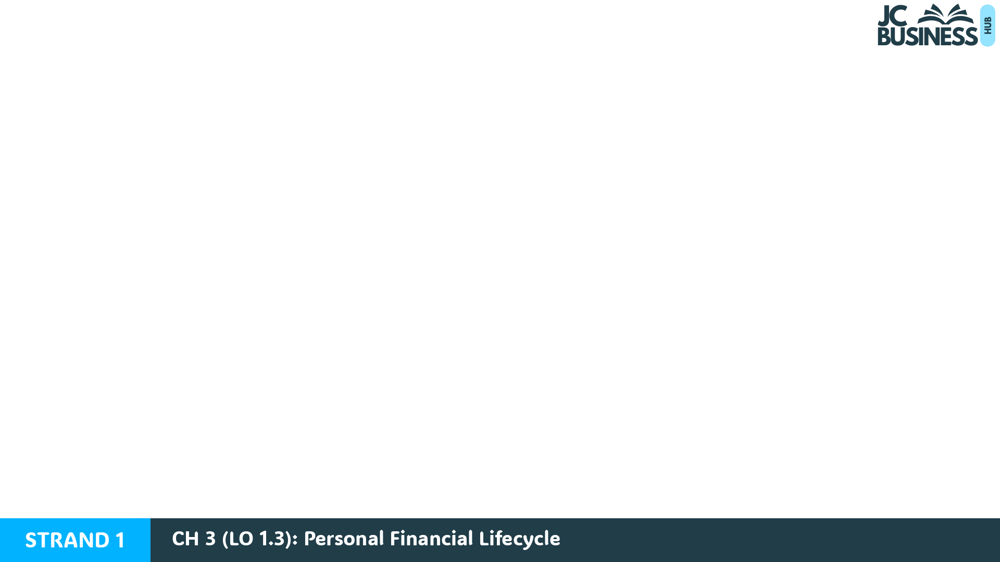 JC
BUSINESS
HUB
STRAND 1
CH 3 (LO 1.3): Personal Financial Lifecycle